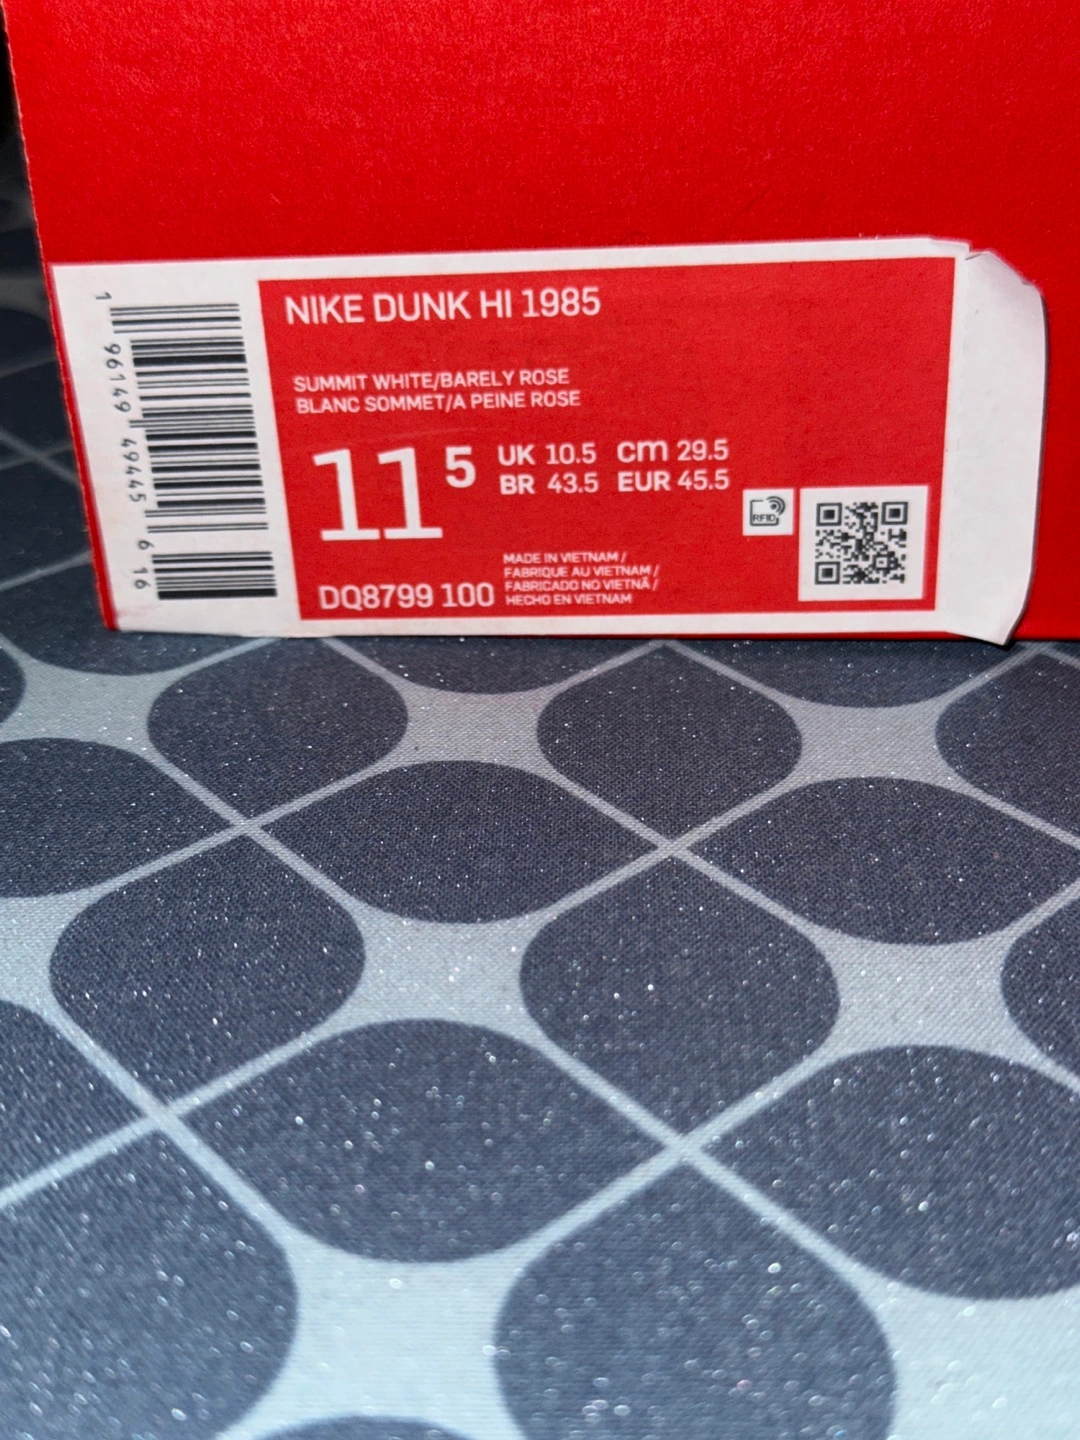 NIKE DUNK HI 1985
SUMMIT WHITE/BARELY ROSE
BLANC SOMMET/A PEINE ROSE
11 5
UK 10.5 cm 29.5
BR 43.5 EUR 45.5
RFID
DQ8799 100
MADE IN VIETNAM /
FABRIQUE AU VIETNAM /
FABRICADO NO VIETNÃ /
HECHO EN VIETNAM
1 96149 49445 6 16